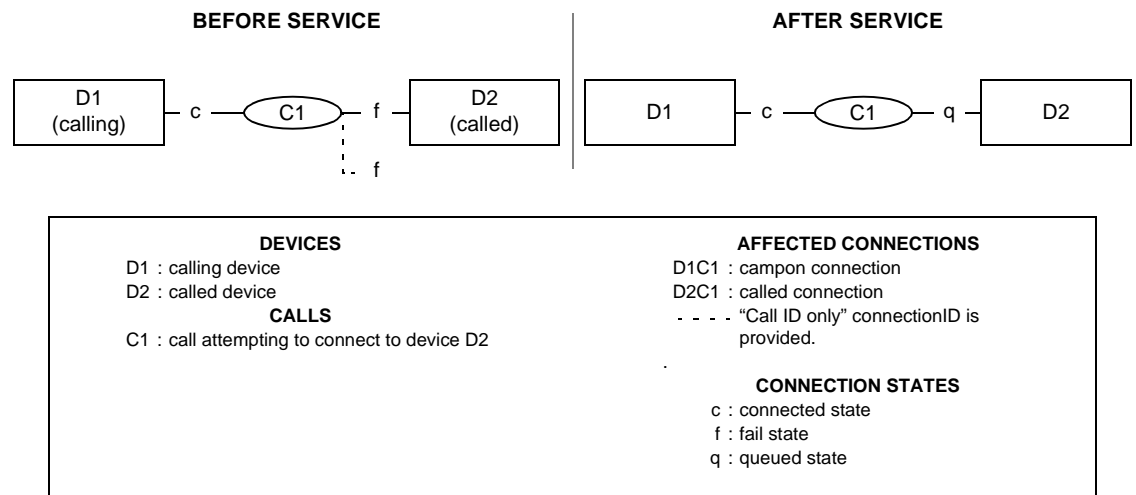 BEFORE SERVICE
AFTER SERVICE
D1
(calling)
c
C1
f
D2
(called)
f
D1
c
C1
q
D2
DEVICES
D1 : calling device
D2 : called device
CALLS
C1 : call attempting to connect to device D2
AFFECTED CONNECTIONS
D1C1 : campon connection
D2C1 : called connection
- - - - “Call ID only” connectionID is
provided.
.
CONNECTION STATES
c : connected state
f : fail state
q : queued state